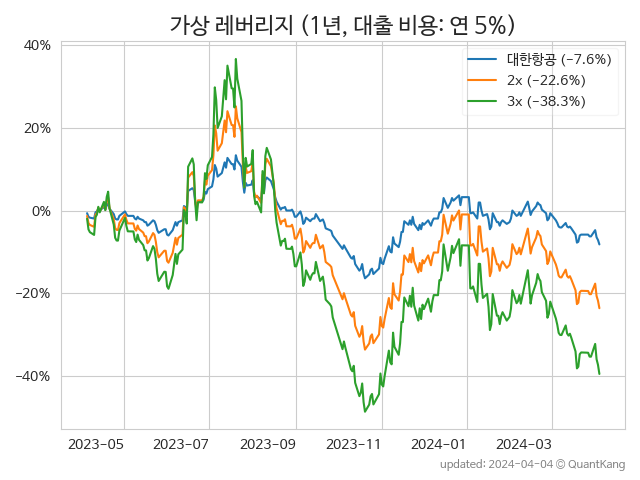 가상 레버리지 (1년, 대출 비용: 연 5%)
40%
20%
0%
−20%
−40%
대한항공 (−7.6%)
2x (−22.6%)
3x (−38.3%)
2023-05 2023-07 2023-09 2023-11 2024-01 2024-03
updated: 2024-04-04 © QuantKang